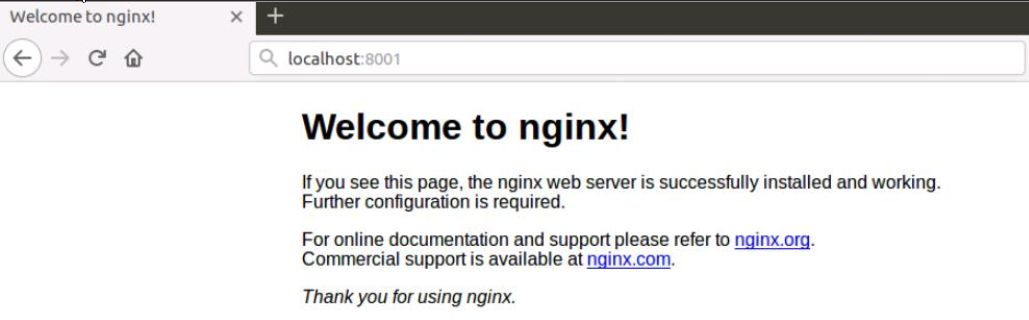 Welcome to nginx!
localhost:8001
Welcome to nginx!
If you see this page, the nginx web server is successfully installed and working.
Further configuration is required.
For online documentation and support please refer to nginx.org.
Commercial support is available at nginx.com.
Thank you for using nginx.